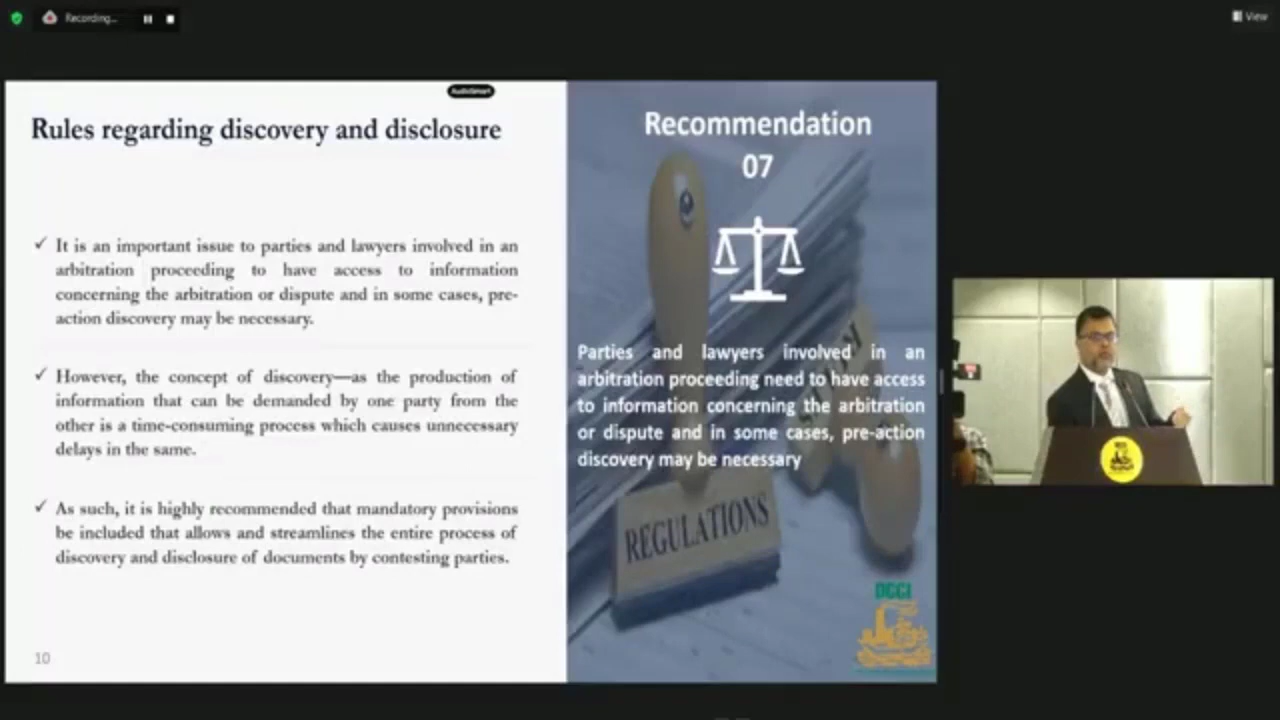 Recording...
View
AudioSmart
Rules regarding discovery and disclosure
It is an important issue to parties and lawyers involved in an
arbitration proceeding to have access to information
concerning the arbitration or dispute and in some cases, pre-
action discovery may be necessary.
However, the concept of discovery—as the production of
information that can be demanded by one party from the
other is a time-consuming process which causes unnecessary
delays in the same.
As such, it is highly recommended that mandatory provisions
be included that allows and streamlines the entire process of
discovery and disclosure of documents by contesting parties.
10
Recommendation
07
Parties and lawyers involved in an
arbitration proceeding need to have access
to information concerning the arbitration
or dispute and in some cases, pre-action
discovery may be necessary
REGULATIONS
DCCI